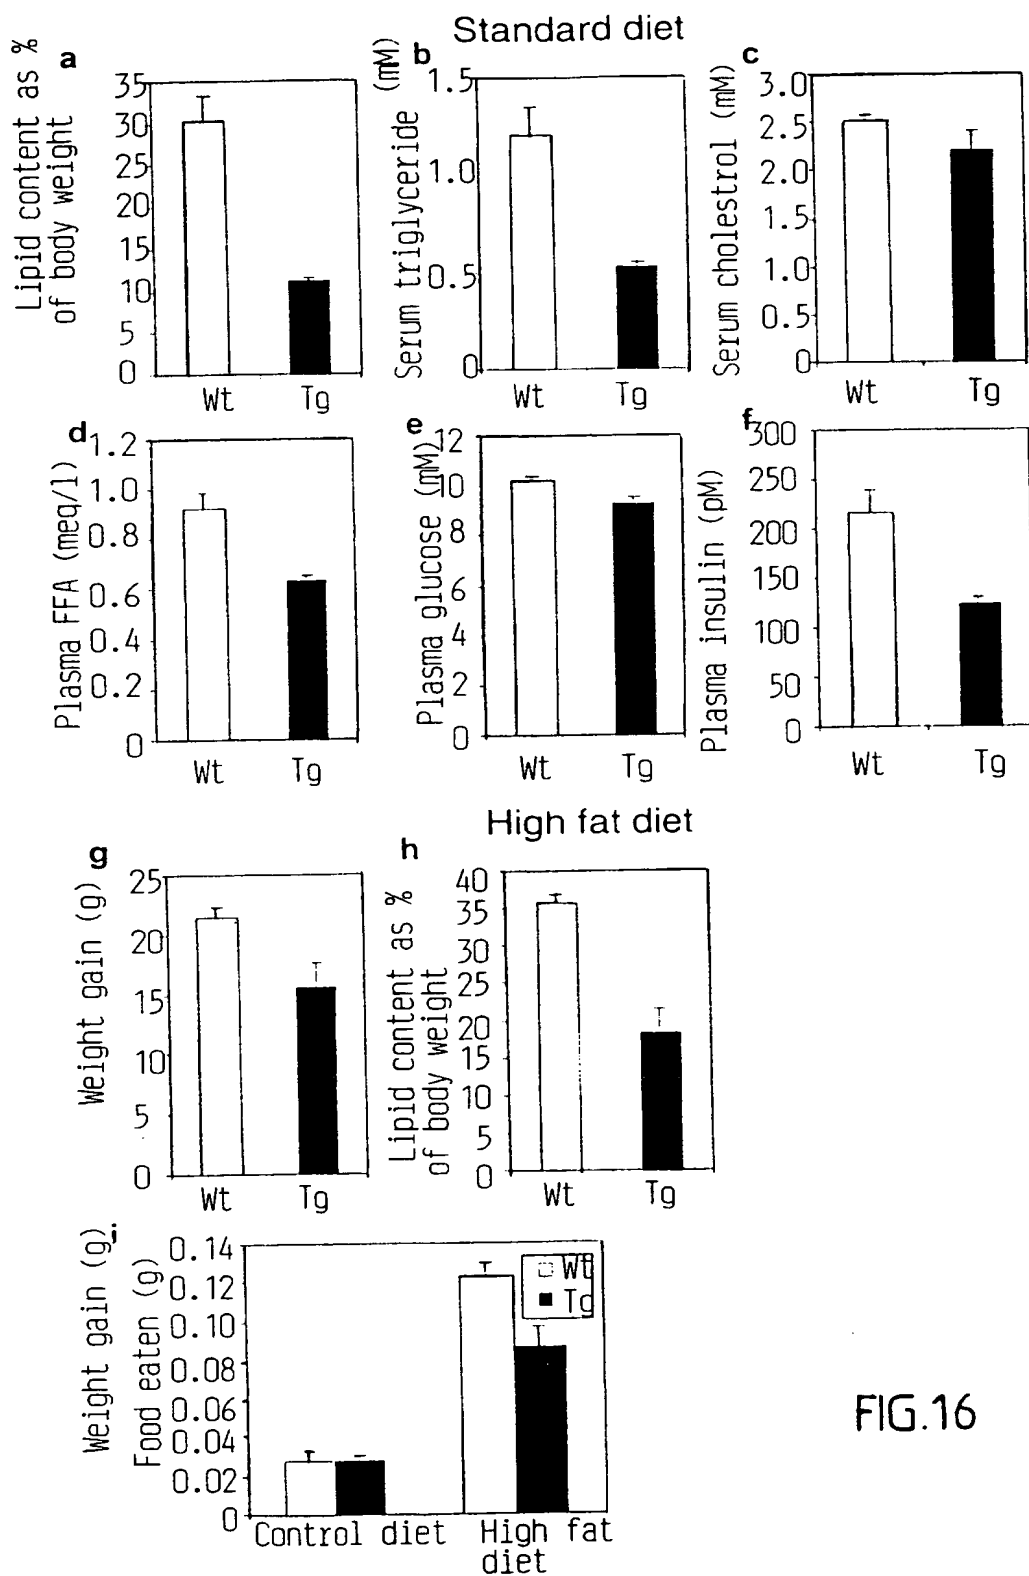 Standard diet
a
Lipid content as %
of body weight
35
30
25
20
15
10
5
0
Wt Tg
b
Serum triglyceride (mM)
1.5
1.0
0.5
0
Wt Tg
c
Serum cholestrol (mM)
3.0
2.5
2.0
1.5
1.0
0.5
0
Wt Tg
d
Plasma FFA (meq/l)
1.2
1.0
0.8
0.6
0.4
0.2
0
Wt Tg
e
Plasma glucose (mM)
12
10
8
6
4
2
0
Wt Tg
f
Plasma insulin (pM)
300
250
200
150
100
50
0
Wt Tg
High fat diet
g
Weight gain (g)
25
20
15
10
5
0
Wt Tg
h
Lipid content as %
of body weight
40
35
30
25
20
15
10
5
0
Wt Tg
i
Weight gain (g)
Food eaten (g)
0.14
0.12
0.10
0.08
0.06
0.04
0.02
0
Wt
Tg
Control diet
High fat
diet
FIG.16